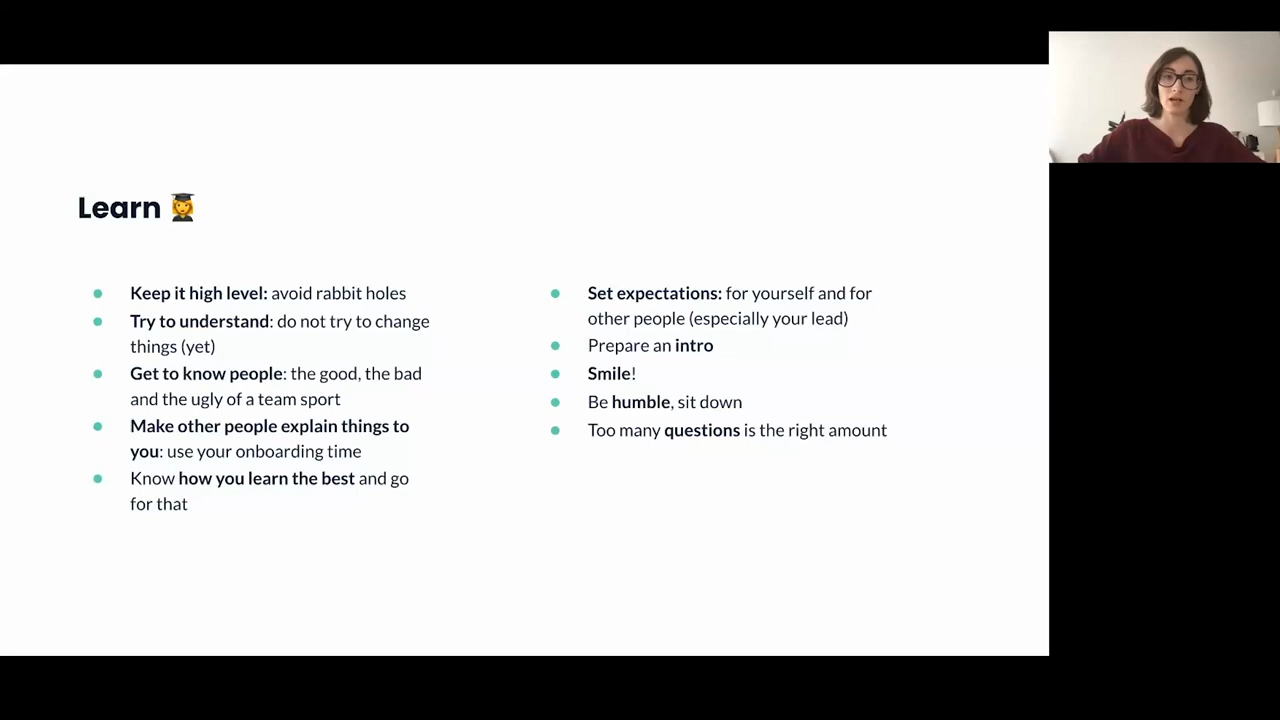 Learn 👩‍🎓
Keep it high level: avoid rabbit holes
Try to understand: do not try to change
things (yet)
Get to know people: the good, the bad
and the ugly of a team sport
Make other people explain things to
you: use your onboarding time
Know how you learn the best and go
for that
Set expectations: for yourself and for
other people (especially your lead)
Prepare an intro
Smile!
Be humble, sit down
Too many questions is the right amount